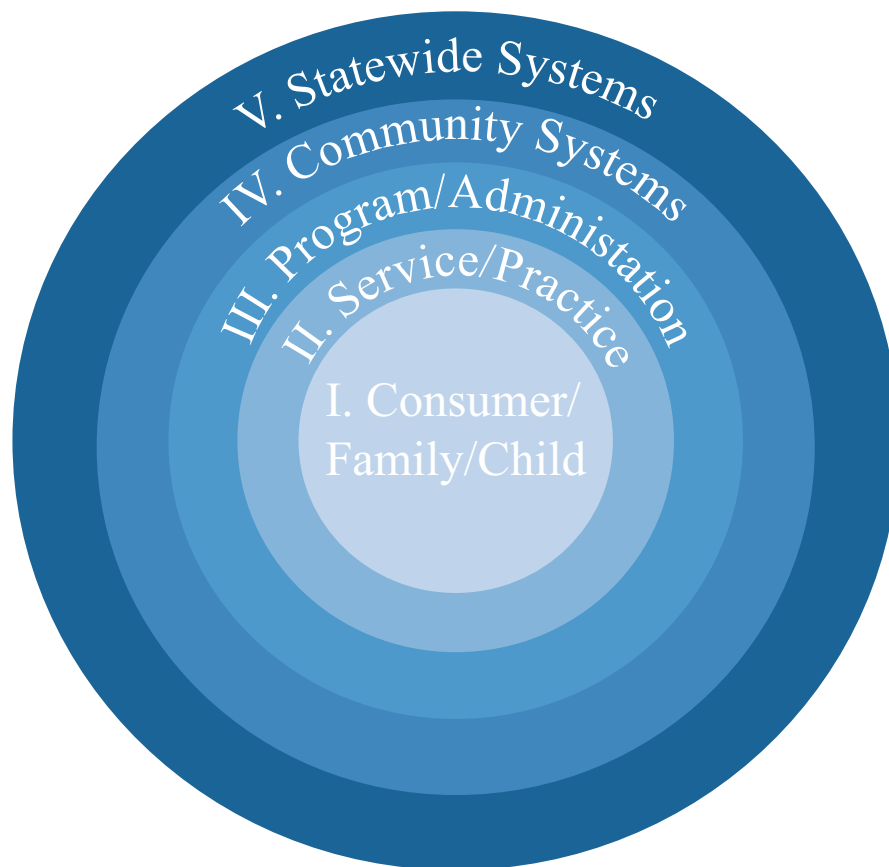 V. Statewide Systems
IV. Community Systems
III. Program/Administation
II. Service/Practice
I. Consumer/
Family/Child